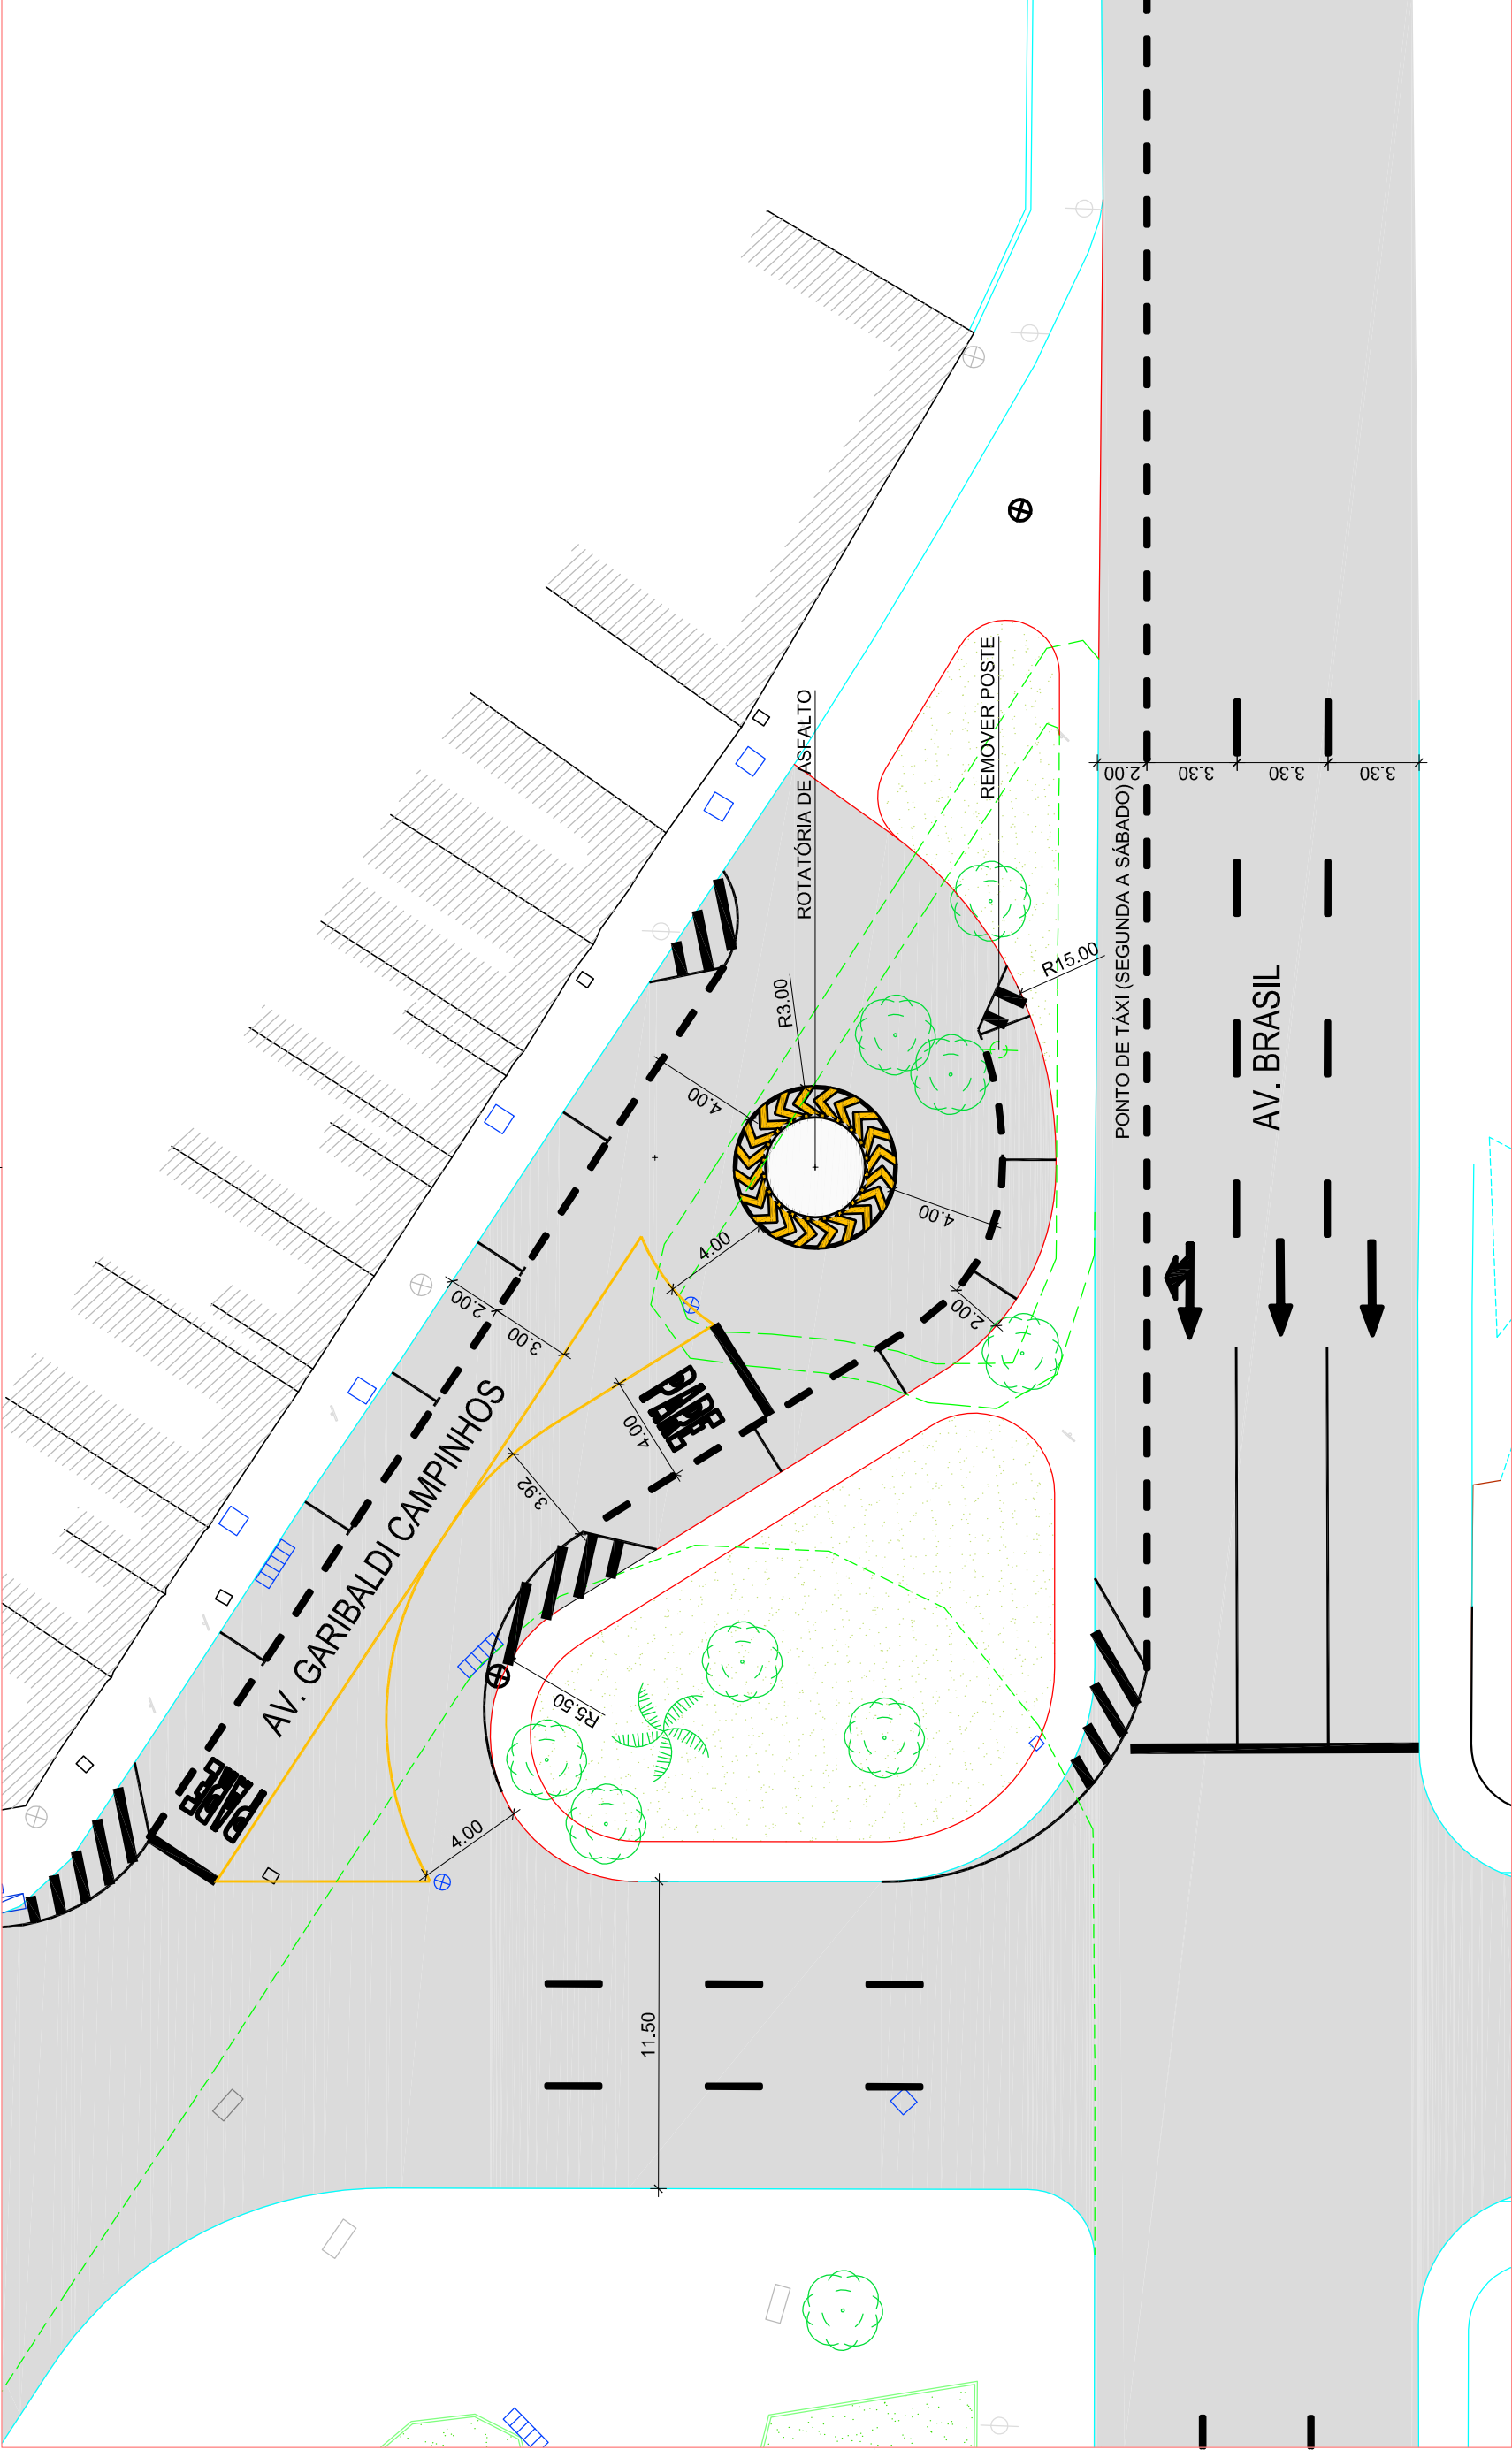 ROTATÓRIA DE ASFALTO
REMOVER POSTE
2.00
3.30
3.30
3.30
PONTO DE TÁXI (SEGUNDA A SÁBADO)
AV. BRASIL
R15.00
R3.00
4.00
4.00
4.00
2.00
2.00
3.00
PARE
4.00
3.92
AV. GARIBALDI CAMPINHOS
R5.50
PARE
4.00
11.50